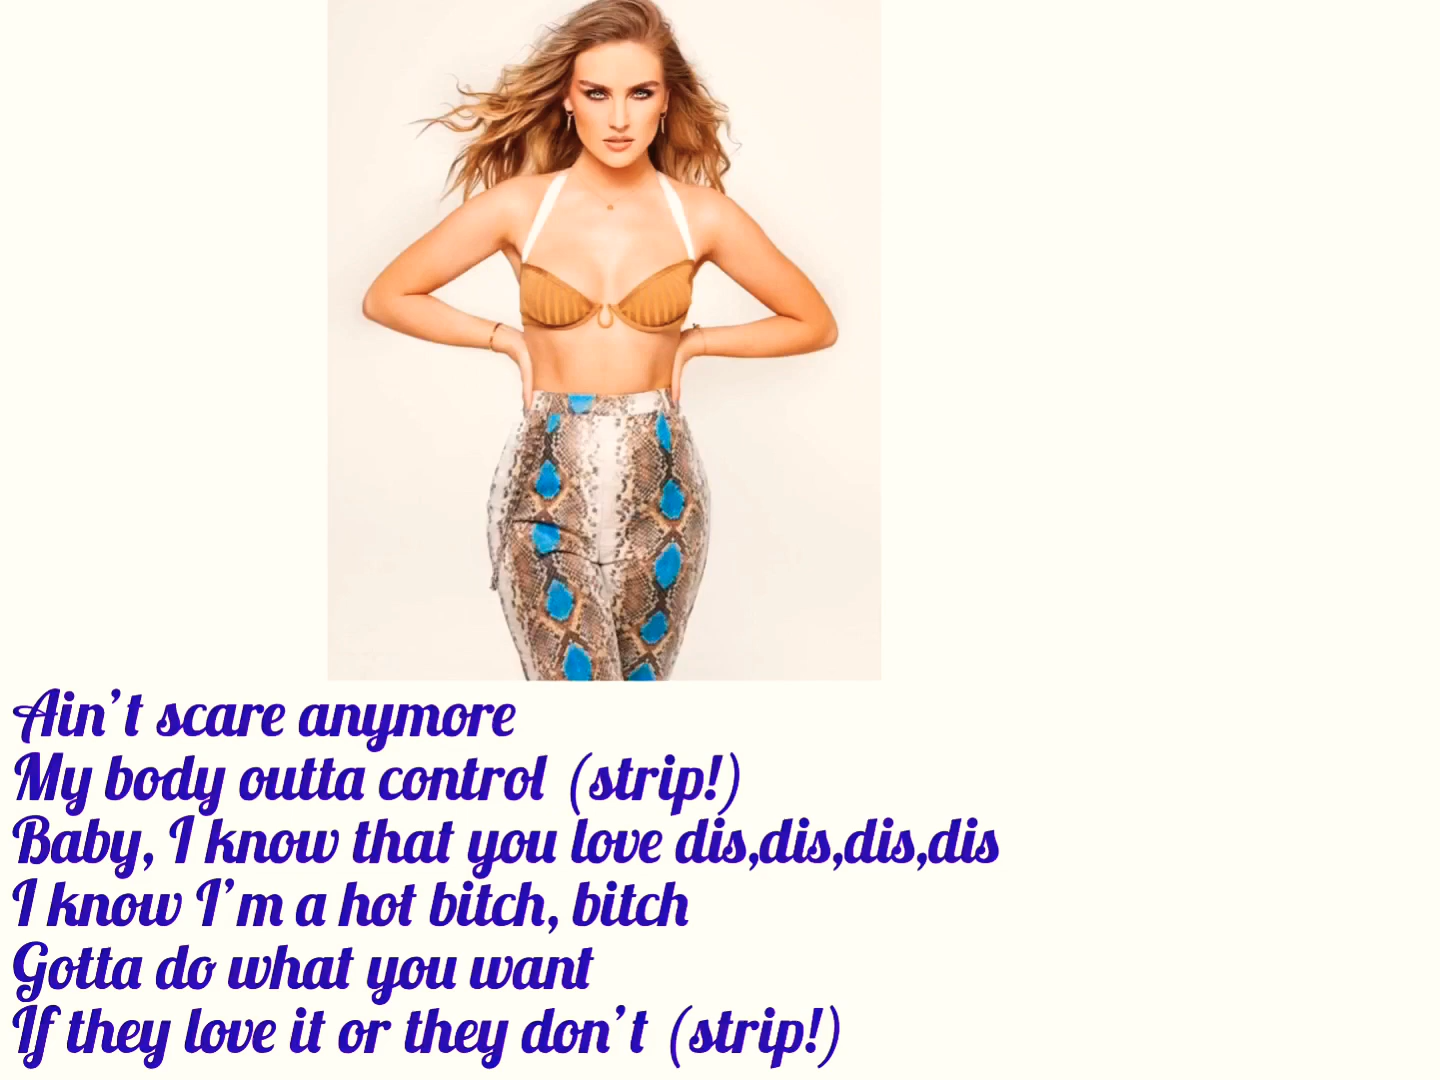 Ain't scare anymore
My body outta control (strip!)
Baby, I know that you love dis,dis,dis,dis
I know I'm a hot bitch, bitch
Gotta do what you want
If they love it or they don't (strip!)